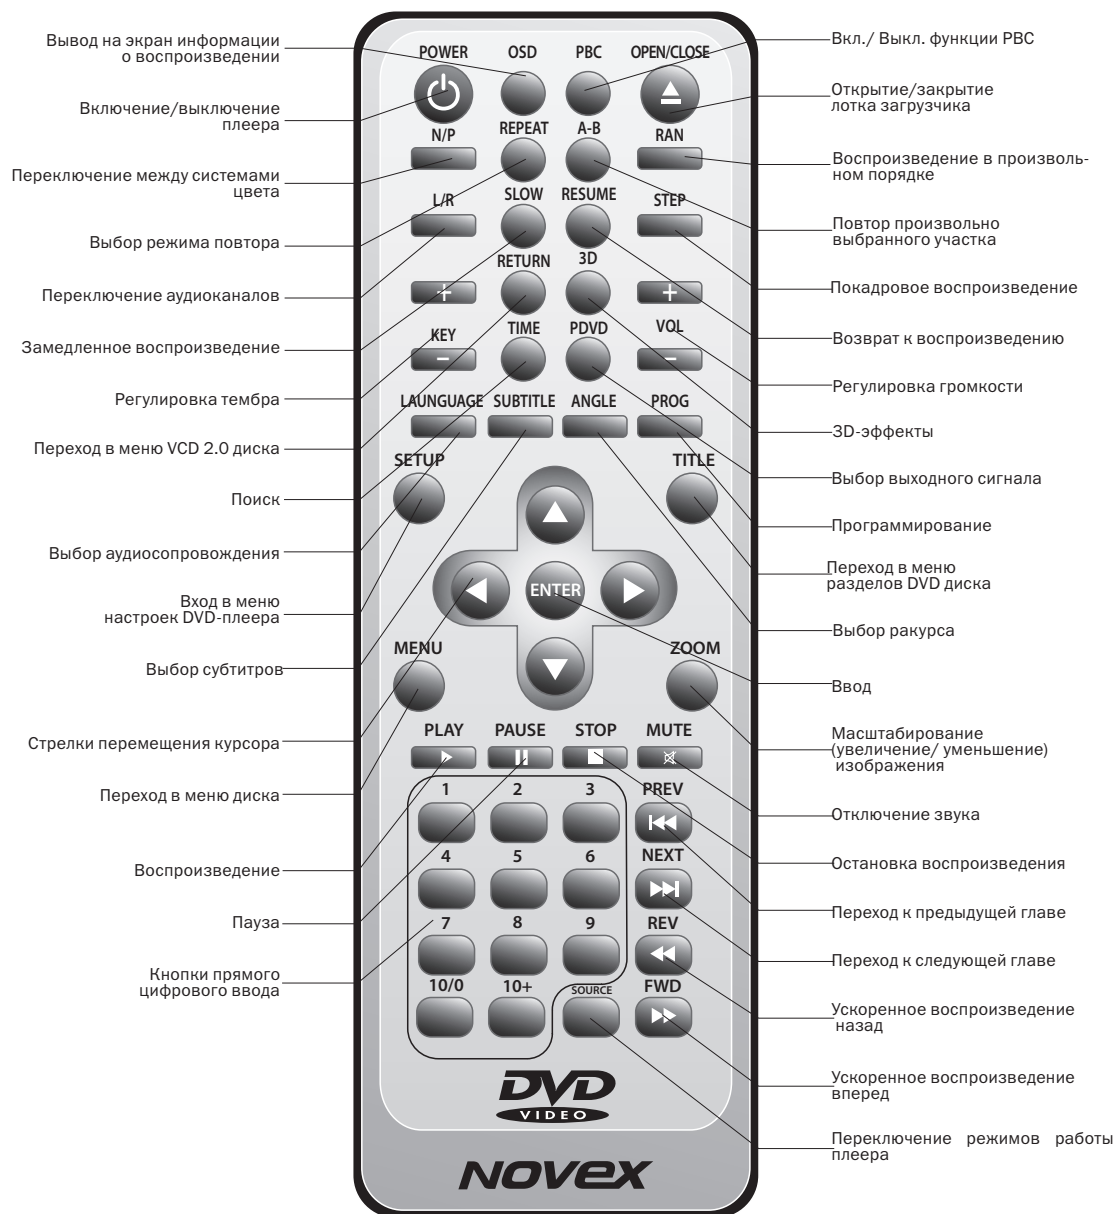 Вывод на экран информации
о воспроизведении
Включение/выключение
плеера
Переключение между системами
цвета
Выбор режима повтора
Переключение аудиоканалов
Замедленное воспроизведение
Регулировка тембра
Переход в меню VCD 2.0 диска
Поиск
Выбор аудиосопровождения
Вход в меню
настроек DVD-плеера
Выбор субтитров
Стрелки перемещения курсора
Переход в меню диска
Воспроизведение
Пауза
Кнопки прямого
цифрового ввода
POWER OSD PBC OPEN/CLOSE
N/P REPEAT A-B RAN
L/R SLOW RESUME STEP
RETURN 3D
+ +
KEY TIME PDVD VOL
− −
LAUNGUAGE SUBTITLE ANGLE PROG
SETUP TITLE
ENTER
MENU ZOOM
PLAY PAUSE STOP MUTE
1 2 3 PREV
4 5 6 NEXT
7 8 9 REV
10/0 10+ SOURCE FWD
DVD
VIDEO
NOVEX
Вкл./ Выкл. функции PBC
Открытие/закрытие
лотка загрузчика
Воспроизведение в произволь-
ном порядке
Повтор произвольно
выбранного участка
Покадровое воспроизведение
Возврат к воспроизведению
Регулировка громкости
3D-эффекты
Выбор выходного сигнала
Программирование
Переход в меню
разделов DVD диска
Выбор ракурса
Ввод
Масштабирование
(увеличение/ уменьшение)
изображения
Отключение звука
Остановка воспроизведения
Переход к предыдущей главе
Переход к следующей главе
Ускоренное воспроизведение
назад
Ускоренное воспроизведение
вперед
Переключение режимов работы
плеера